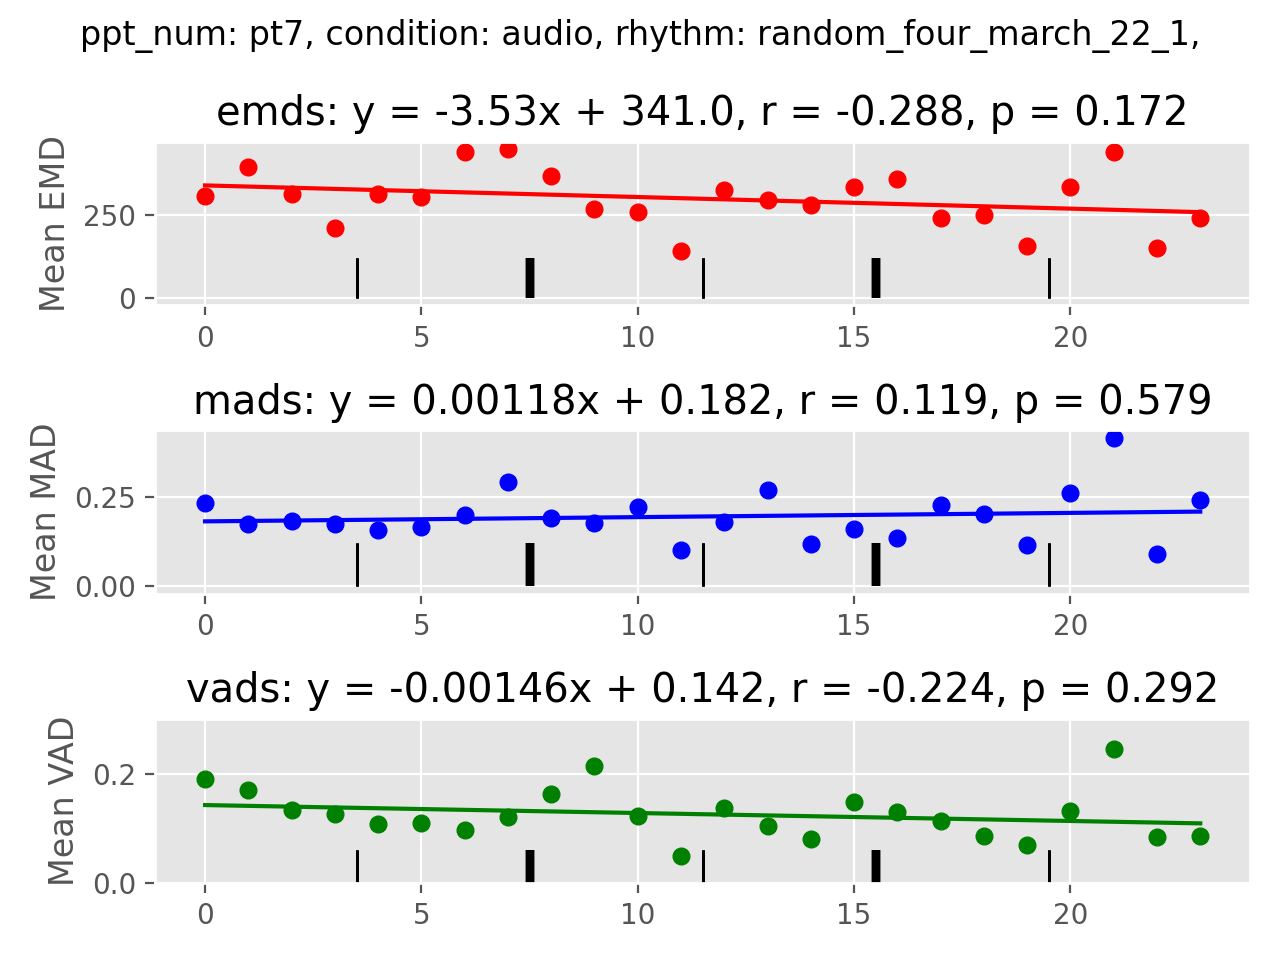 ppt_num: pt7, condition: audio, rhythm: random_four_march_22_1,
emds: y = -3.53x + 341.0, r = -0.288, p = 0.172
Mean EMD
250
0
0 5 10 15 20
mads: y = 0.00118x + 0.182, r = 0.119, p = 0.579
Mean MAD
0.25
0.00
0 5 10 15 20
vads: y = -0.00146x + 0.142, r = -0.224, p = 0.292
Mean VAD
0.2
0.0
0 5 10 15 20